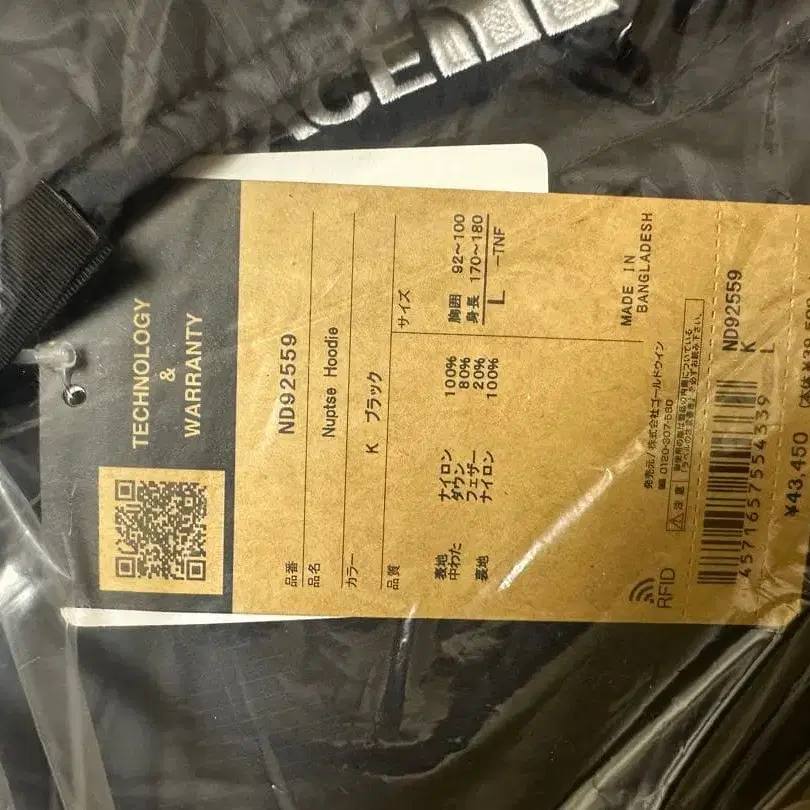 ACE
TECHNOLOGY
&
WARRANTY
品番 ND92559
品名 Nuptse Hoodie
カラー K ブラック
品質
表地 ナイロン 100%
中わた ダウン 80%
フェザー 20%
裏地 ナイロン 100%
サイズ
胸囲 92~100
身長 170~180
L —TNF
MADE IN
BANGLADESH
発売元/株式会社ゴールドウイン
0120-307-560
RFID
注意
ND92559
K
L
4571657554339
¥43,450